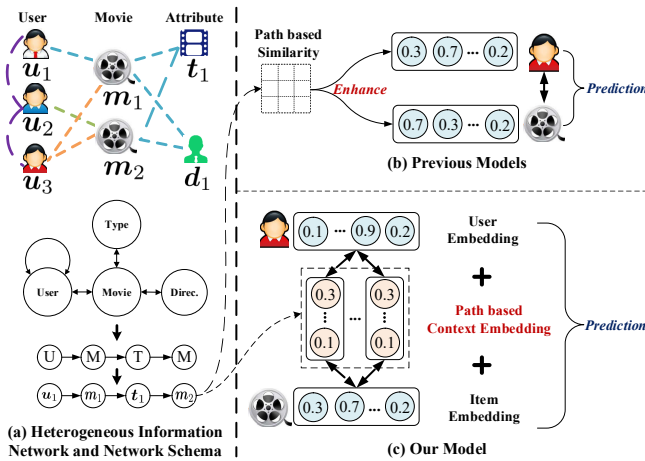 User Movie Attribute
u1 m1 t1
u2 m2
u3 d1
Type
User Movie Direc.
U M T M
u1 m1 t1 m2
(a) Heterogeneous Information
Network and Network Schema
Path based
Similarity
Enhance
0.3 0.7 ... 0.2
0.7 0.3 ... 0.2
Prediction
(b) Previous Models
0.1 ... 0.9 0.2
User
Embedding
+
0.3 0.3
... ... ...
0.1 0.1
Path based
Context Embedding
Prediction
+
0.3 0.7 ... 0.2
Item
Embedding
(c) Our Model